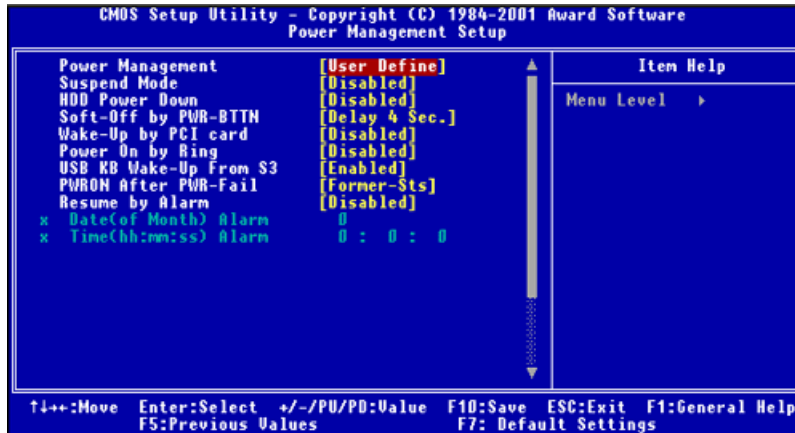 CMOS Setup Utility – Copyright (C) 1984-2001 Award Software
Power Management Setup
Power Management [User Define]
Suspend Mode [Disabled]
HDD Power Down [Disabled]
Soft-Off by PWR-BTTN [Delay 4 Sec.]
Wake-Up by PCI card [Disabled]
Power On by Ring [Disabled]
USB KB Wake-Up From S3 [Enabled]
PWRON After PWR-Fail [Former-Sts]
Resume by Alarm [Disabled]
x Date(of Month) Alarm 0
x Time(hh:mm:ss) Alarm 0 : 0 : 0
Item Help
Menu Level ▸
↑↓→←:Move Enter:Select +/-/PU/PD:Value F10:Save ESC:Exit F1:General Help
F5:Previous Values F7: Default Settings